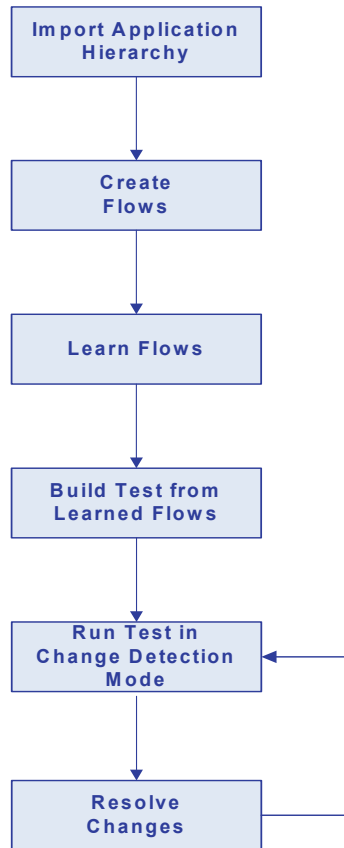 Import Application
Hierarchy
Create
Flows
Learn Flows
Build Test from
Learned Flows
Run Test in
Change Detection
Mode
Resolve
Changes